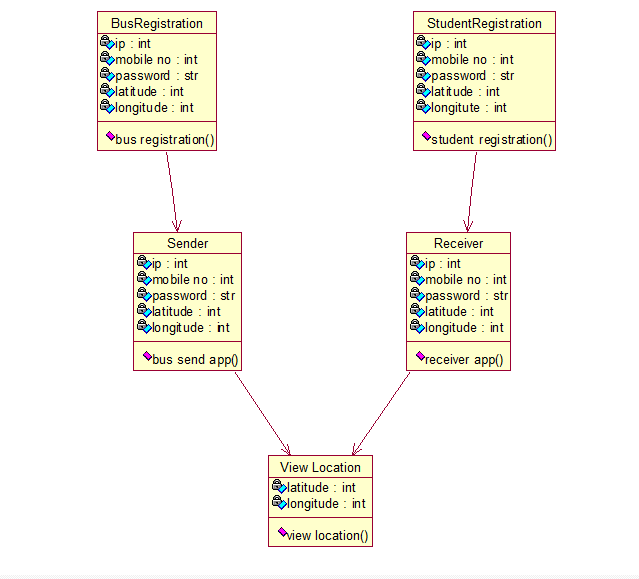 BusRegistration
ip : int
mobile no : int
password : str
latitude : int
longitude : int
bus registration()
StudentRegistration
ip : int
mobile no : int
password : str
latitude : int
longitute : int
student registration()
Sender
ip : int
mobile no : int
password : str
latitude : int
longitude : int
bus send app()
Receiver
ip : int
mobile no : int
password : str
latitude : int
longitude : int
receiver app()
View Location
latitude : int
longitude : int
view location()